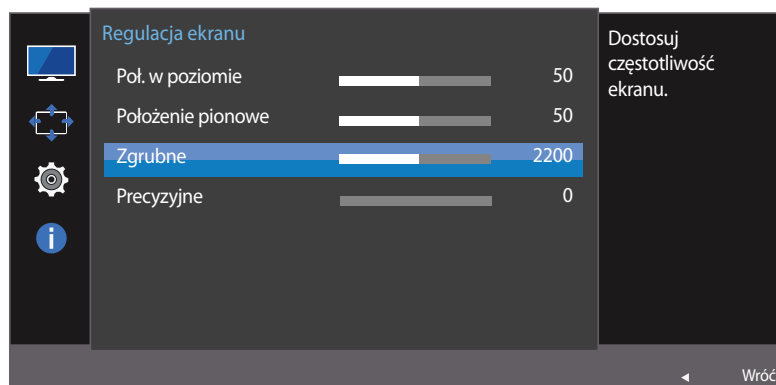 Regulacja ekranu
Poł. w poziomie 50
Położenie pionowe 50
Zgrubne 2200
Precyzyjne 0
Dostosuj
częstotliwość
ekranu.
Wróć